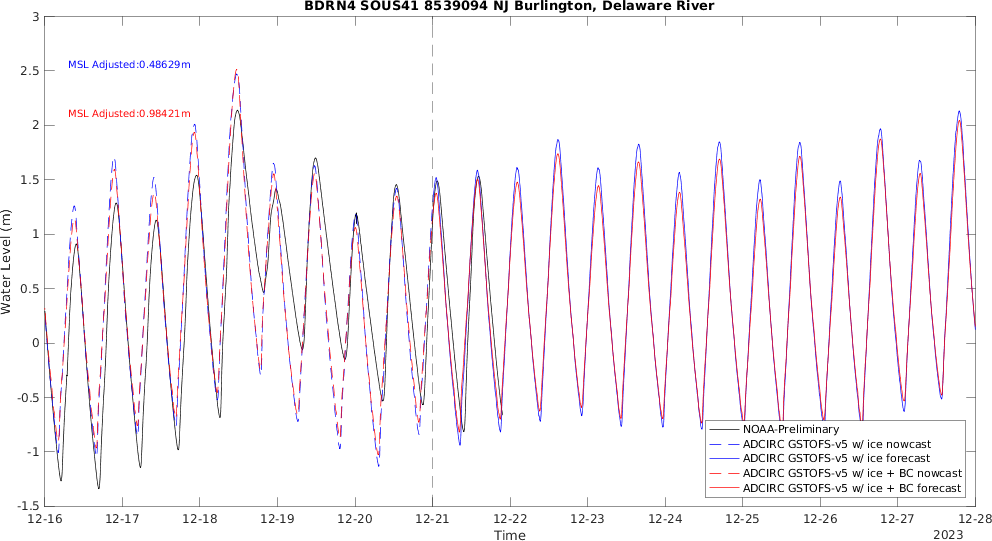 BDRN4 SOUS41 8539094 NJ Burlington, Delaware River
3
2.5
2
1.5
1
0.5
0
-0.5
-1
-1.5
Water Level (m)
MSL Adjusted:0.48629m
MSL Adjusted:0.98421m
NOAA-Preliminary
ADCIRC GSTOFS-v5 w/ ice nowcast
ADCIRC GSTOFS-v5 w/ ice forecast
ADCIRC GSTOFS-v5 w/ ice + BC nowcast
ADCIRC GSTOFS-v5 w/ ice + BC forecast
12-16 12-17 12-18 12-19 12-20 12-21 12-22 12-23 12-24 12-25 12-26 12-27 12-28
Time
2023